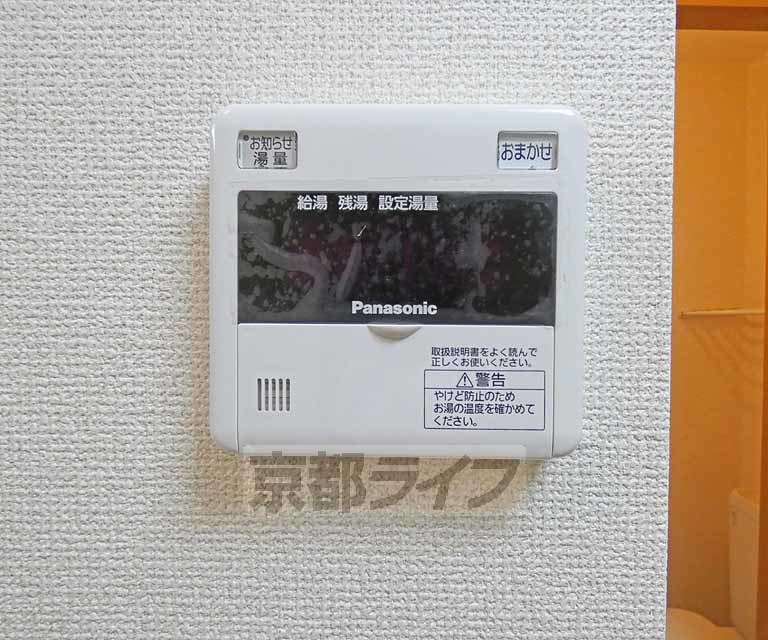 お知らせ
湯量
おまかせ
給湯 残湯 設定湯量
Panasonic
取扱説明書をよく読んで
正しくお使いください。
⚠警告
やけど防止のため
お湯の温度を確かめて
ください。
京都ライフ